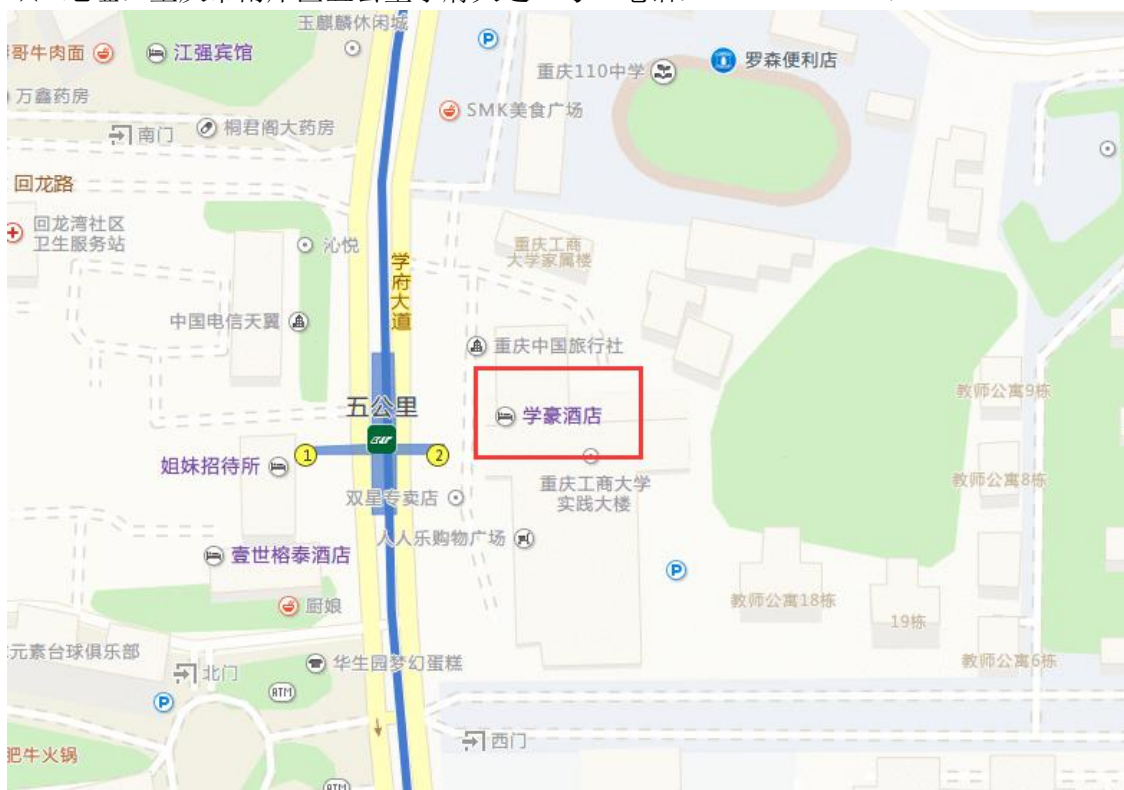 玉麒麟休闲城
哥牛肉面
江强宾馆
P
重庆110中学
罗森便利店
万鑫药房
SMK美食广场
南门
桐君阁大药房
回龙路
回龙湾社区
卫生服务站
沁悦
重庆工商
大学家属楼
学府大道
中国电信天翼
重庆中国旅行社
教师公寓9栋
五公里
学豪酒店
1
2
姐妹招待所
重庆工商大学
实践大楼
教师公寓8栋
双星专卖店
人人乐购物广场
壹世榕泰酒店
P
教师公寓18栋
厨娘
19栋
元素台球俱乐部
北门
华生园梦幻蛋糕
教师公寓6栋
P
ATM
西门
肥牛火锅
ATM